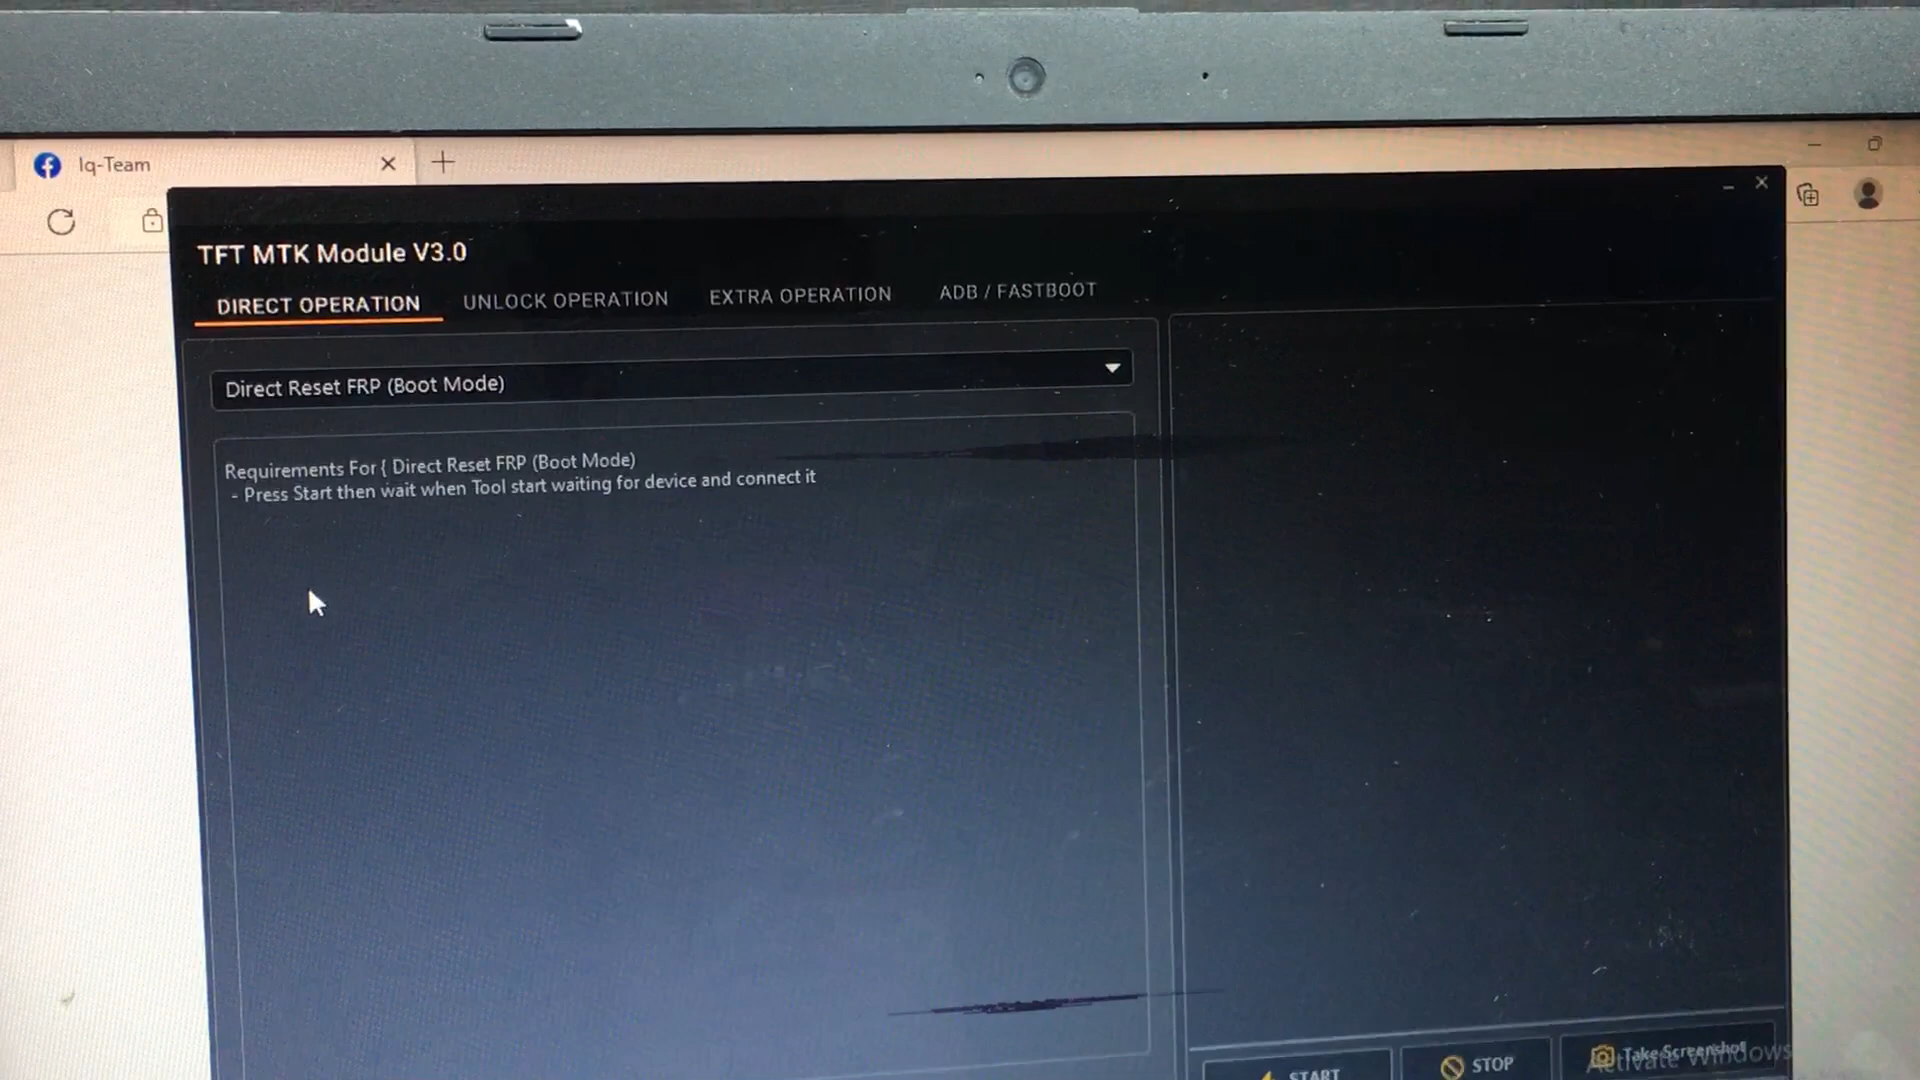 Iq-Team
TFT MTK Module V3.0
DIRECT OPERATION
UNLOCK OPERATION
EXTRA OPERATION
ADB / FASTBOOT
Direct Reset FRP (Boot Mode)
Requirements For { Direct Reset FRP (Boot Mode)
- Press Start then wait when Tool start waiting for device and connect it
START
STOP
Take Screenshot
Activate Windows